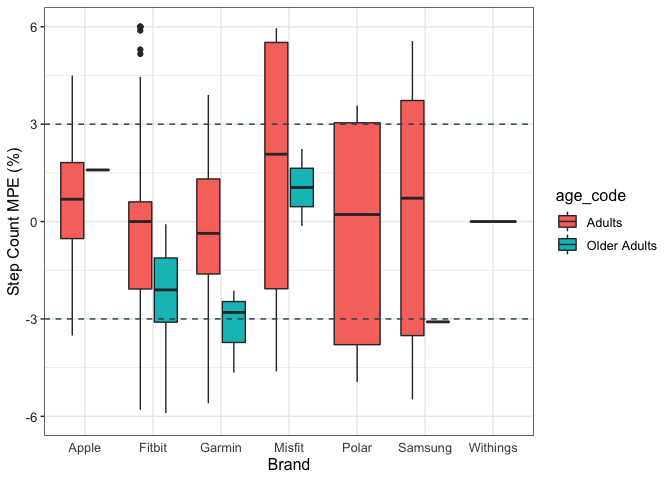 Step Count MPE (%)
6
3
0
-3
-6
Apple
Fitbit
Garmin
Misfit
Polar
Samsung
Withings
Brand
age_code
Adults
Older Adults